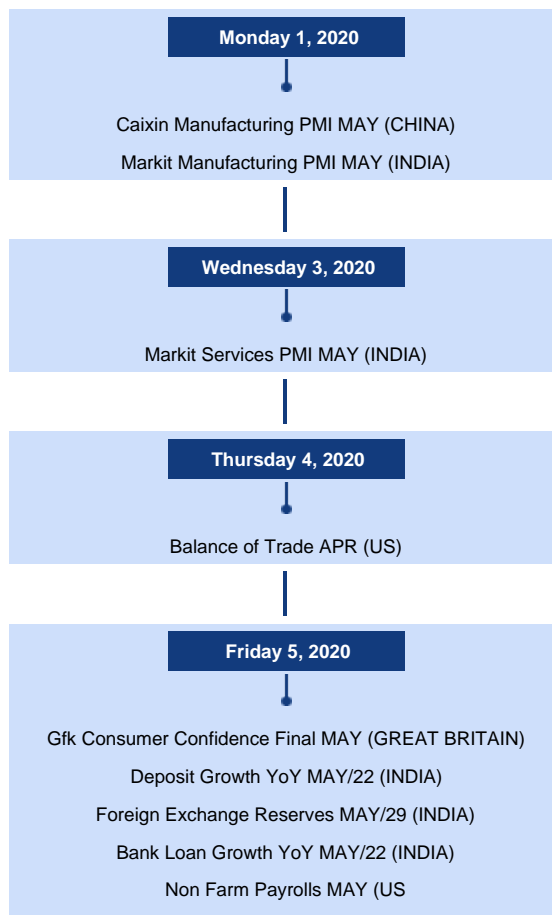 Monday 1, 2020
Caixin Manufacturing PMI MAY (CHINA)
Markit Manufacturing PMI MAY (INDIA)
Wednesday 3, 2020
Markit Services PMI MAY (INDIA)
Thursday 4, 2020
Balance of Trade APR (US)
Friday 5, 2020
Gfk Consumer Confidence Final MAY (GREAT BRITAIN)
Deposit Growth YoY MAY/22 (INDIA)
Foreign Exchange Reserves MAY/29 (INDIA)
Bank Loan Growth YoY MAY/22 (INDIA)
Non Farm Payrolls MAY (US